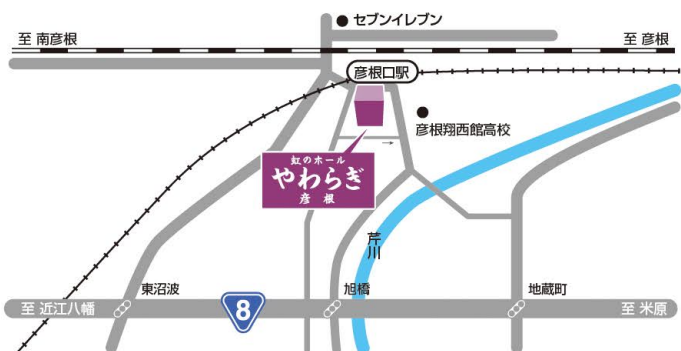 セブンイレブン
至 南彦根
至 彦根
彦根口駅
彦根翔西館高校
→
虹のホール
やわらぎ
彦根
芹川
東沼波
旭橋
地蔵町
至 近江八幡
8
至 米原